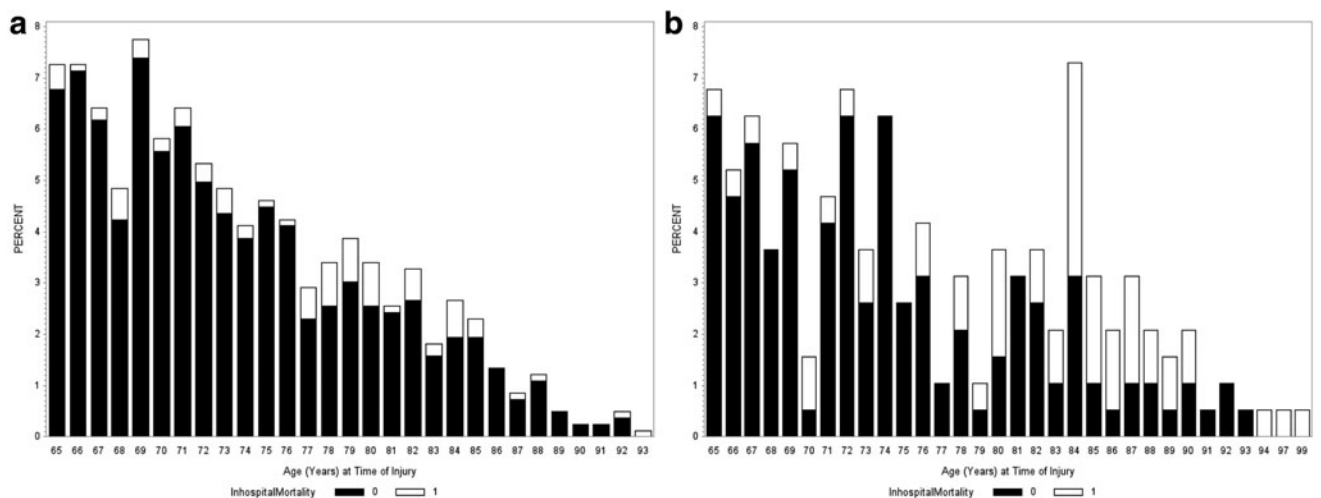 a
8
7
6
5
4
3
2
1
0
PERCENT
65 66 67 68 69 70 71 72 73 74 75 76 77 78 79 80 81 82 83 84 85 86 87 88 89 90 91 92 93
Age (Years) at Time of Injury
InhospitalMortality 0 1
b
8
7
6
5
4
3
2
1
0
PERCENT
65 66 67 68 69 70 71 72 73 74 75 76 77 78 79 80 81 82 83 84 85 86 87 88 89 90 91 92 93 94 97 99
Age (Years) at Time of Injury
InhospitalMortality 0 1